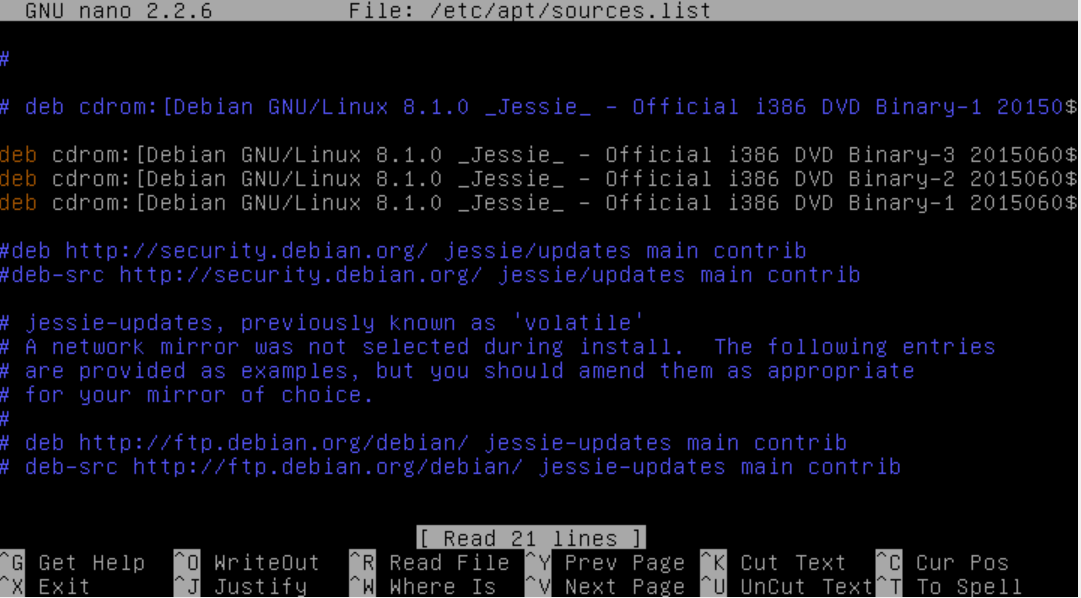 GNU nano 2.2.6 File: /etc/apt/sources.list
#
# deb cdrom:[Debian GNU/Linux 8.1.0 _Jessie_ - Official i386 DVD Binary-1 20150$
deb cdrom:[Debian GNU/Linux 8.1.0 _Jessie_ - Official i386 DVD Binary-3 2015060$
deb cdrom:[Debian GNU/Linux 8.1.0 _Jessie_ - Official i386 DVD Binary-2 2015060$
deb cdrom:[Debian GNU/Linux 8.1.0 _Jessie_ - Official i386 DVD Binary-1 2015060$
#deb http://security.debian.org/ jessie/updates main contrib
#deb-src http://security.debian.org/ jessie/updates main contrib
# jessie-updates, previously known as 'volatile'
# A network mirror was not selected during install.  The following entries
# are provided as examples, but you should amend them as appropriate
# for your mirror of choice.
#
# deb http://ftp.debian.org/debian/ jessie-updates main contrib
# deb-src http://ftp.debian.org/debian/ jessie-updates main contrib
[ Read 21 lines ]
^G Get Help ^O WriteOut ^R Read File ^Y Prev Page ^K Cut Text ^C Cur Pos
^X Exit ^J Justify ^W Where Is ^V Next Page ^U UnCut Text ^T To Spell